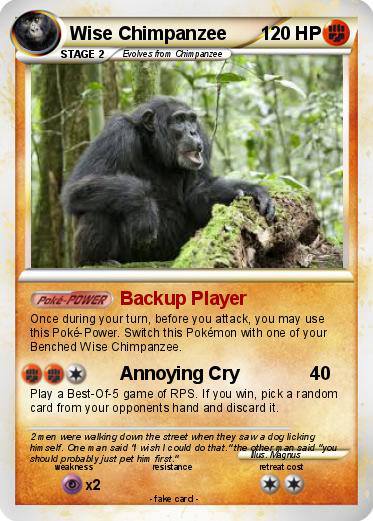 Wise Chimpanzee 120 HP
STAGE 2 Evolves from Chimpanzee
Poké-POWER Backup Player
Once during your turn, before you attack, you may use
this Poké-Power. Switch this Pokémon with one of your
Benched Wise Chimpanzee.
Annoying Cry 40
Play a Best-Of-5 game of RPS. If you win, pick a random
card from your opponents hand and discard it.
2 men were walking down the street when they saw a dog licking
himself. One man said "I wish I could do that."the other man said "you
should probably just pet him first."
Illus. Magnus
weakness resistance retreat cost
x2
- fake card -